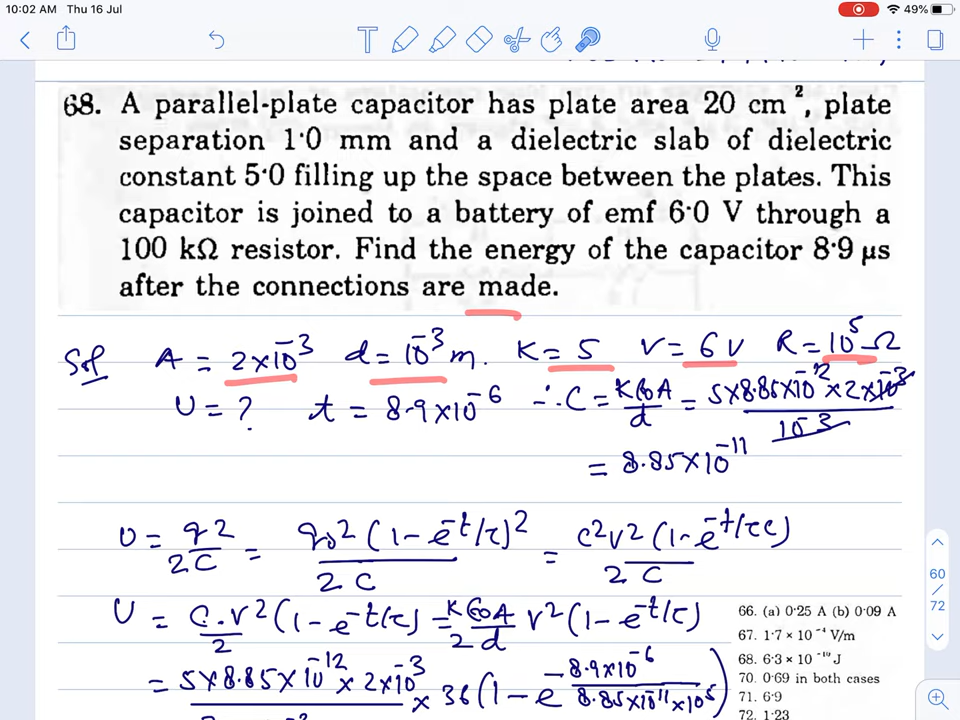 10:02 AM Thu 16 Jul 49%
68. A parallel-plate capacitor has plate area 20 cm², plate
separation 1·0 mm and a dielectric slab of dielectric
constant 5·0 filling up the space between the plates. This
capacitor is joined to a battery of emf 6·0 V through a
100 kΩ resistor. Find the energy of the capacitor 8·9 μs
after the connections are made.
Sol A = 2×10⁻³ d = 10⁻³ m. K = 5 V = 6 V R = 10⁵ Ω
U = ? t = 8.9×10⁻⁶ ∴ C = Kε₀A/d = 5×8.85×10⁻¹²×2×10⁻³/10⁻³
= 8.85×10⁻¹¹
U = q²/2C = q₀²(1-e^-t/τ)²/2C = C²V²(1-e^-t/τc)/2C
U = C·V²/2 (1-e^-t/τ) = Kε₀A/2d V²(1-e^-t/τ)
= 5×8.85×10⁻¹²×2×10⁻³ × 36 (1-e^-8.9×10⁻⁶/8.85×10⁻¹¹×10⁵)
66. (a) 0·25 A (b) 0·09 A
67. 1·7 × 10⁻⁴ V/m
68. 6·3 × 10⁻¹⁰ J
70. 0·69 in both cases
71. 6·9
72. 1·23
60
/
72